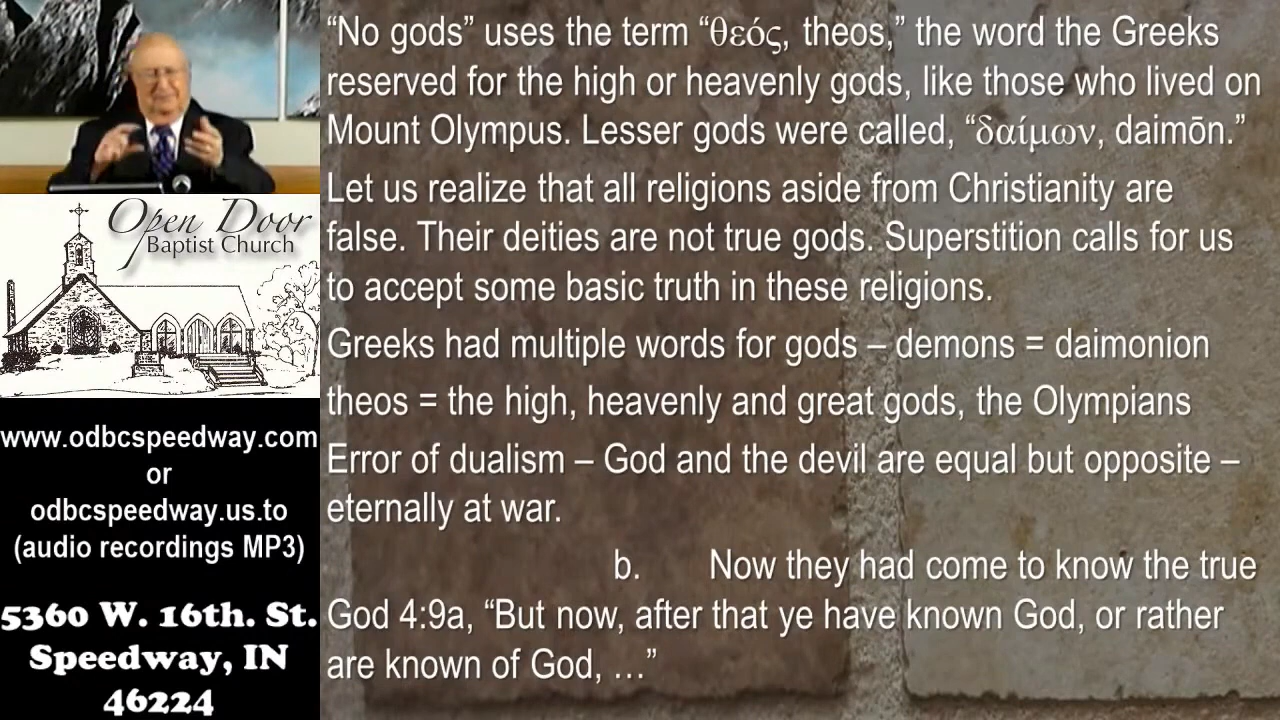 “No gods” uses the term “θεός, theos,” the word the Greeks
reserved for the high or heavenly gods, like those who lived on
Mount Olympus. Lesser gods were called, “δαίμων, daimōn.”
Let us realize that all religions aside from Christianity are
false. Their deities are not true gods. Superstition calls for us
to accept some basic truth in these religions.
Greeks had multiple words for gods – demons = daimonion
theos = the high, heavenly and great gods, the Olympians
Error of dualism – God and the devil are equal but opposite –
eternally at war.
b. Now they had come to know the true
God 4:9a, “But now, after that ye have known God, or rather
are known of God, …”
Open Door
Baptist Church
www.odbcspeedway.com
or
odbcspeedway.us.to
(audio recordings MP3)
5360 W. 16th. St.
Speedway, IN
46224